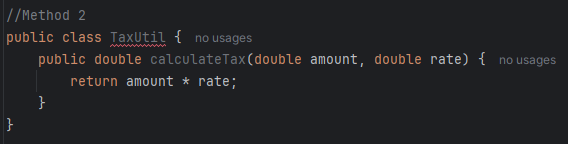 //Method 2
public class TaxUtil {  no usages
    public double calculateTax(double amount, double rate) {  no usages
        return amount * rate;
    }
}